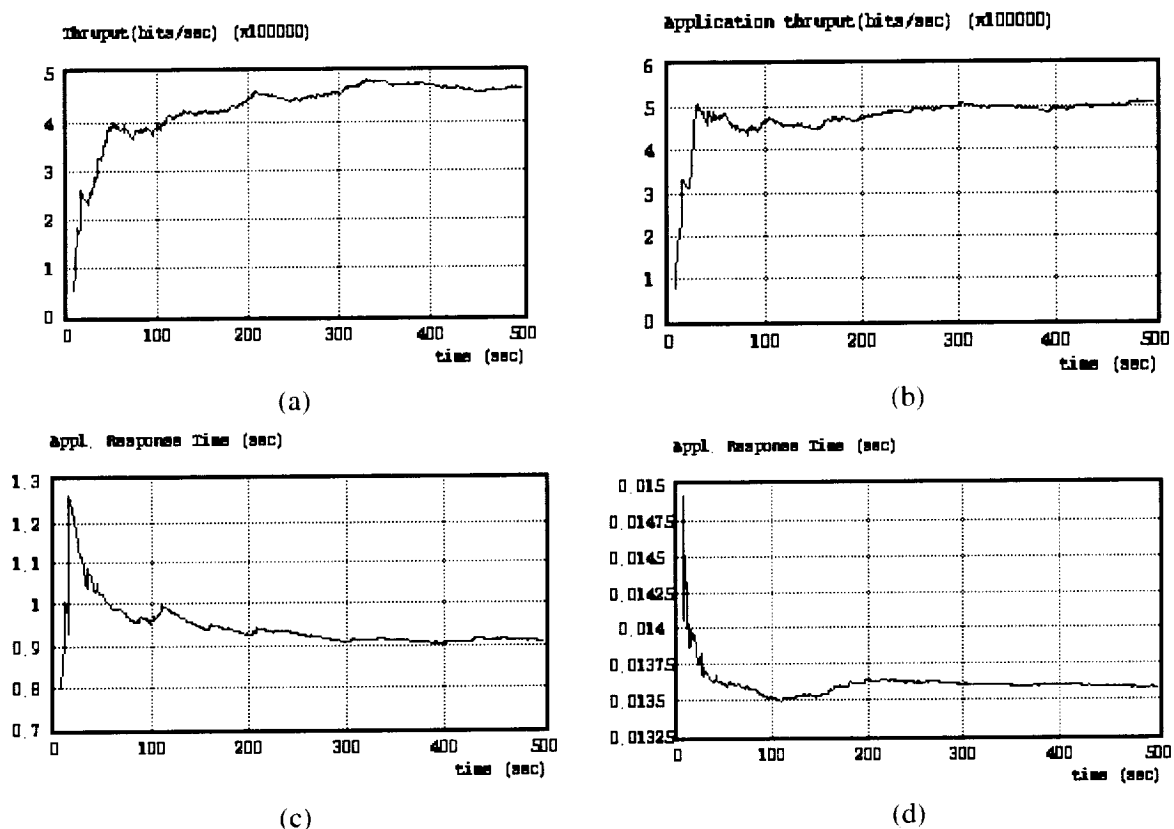 Thruput(bits/sec) (x100000)
5
4
3
2
1
0
0 100 200 300 400 500
time (sec)
(a)
Application thruput(bits/sec) (x100000)
6
5
4
3
2
1
0
0 100 200 300 400 500
time (sec)
(b)
Appl. Response Time (sec)
1.3
1.2
1.1
1
0.9
0.8
0.7
0 100 200 300 400 500
time (sec)
(c)
Appl. Response Time (sec)
0.015
0.01475
0.0145
0.01425
0.014
0.01375
0.0135
0.01325
0 100 200 300 400 500
time (sec)
(d)